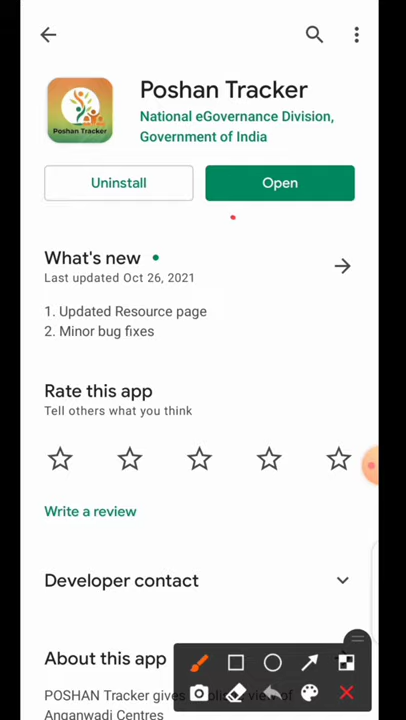 Poshan Tracker
Poshan Tracker
National eGovernance Division,
Government of India
Uninstall
Open
What's new
Last updated Oct 26, 2021
1. Updated Resource page
2. Minor bug fixes
Rate this app
Tell others what you think
Write a review
Developer contact
About this app
POSHAN Tracker gives
of
Anganwadi Centres